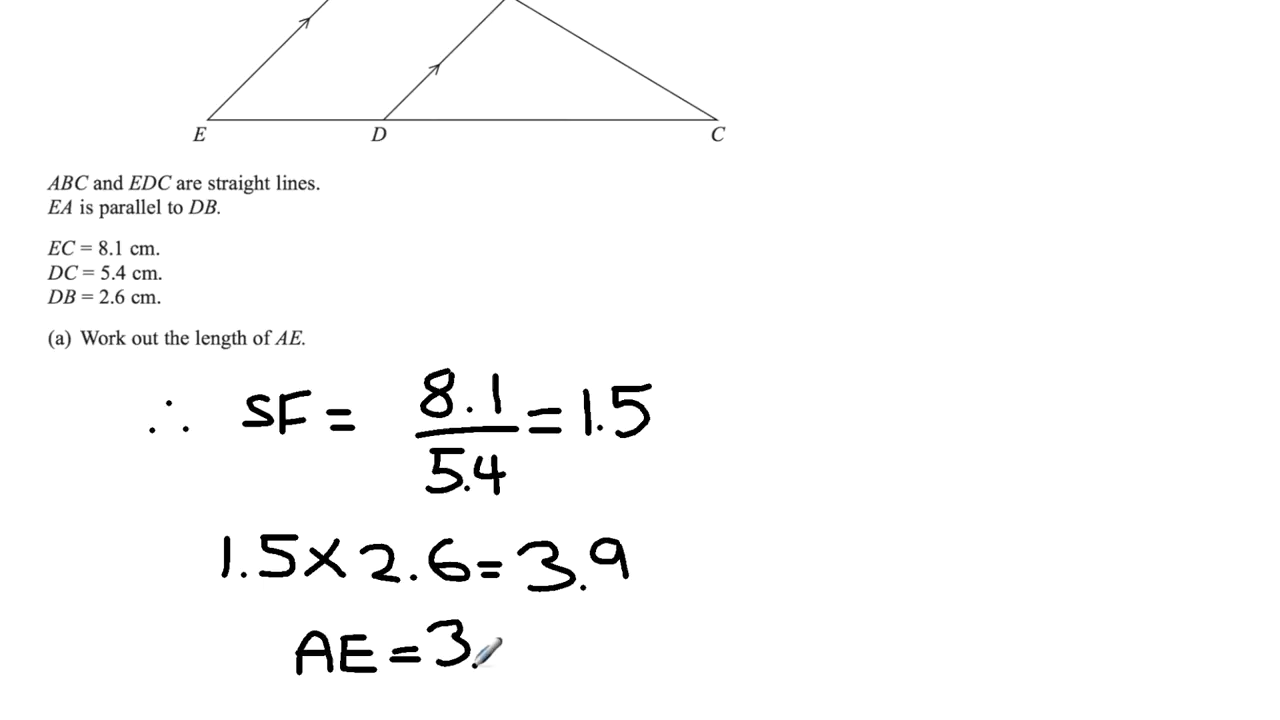 E D C
ABC and EDC are straight lines.
EA is parallel to DB.
EC = 8.1 cm.
DC = 5.4 cm.
DB = 2.6 cm.
(a) Work out the length of AE.
∴ SF = 8.1 = 1.5
5.4
1.5 × 2.6 = 3.9
AE = 3.